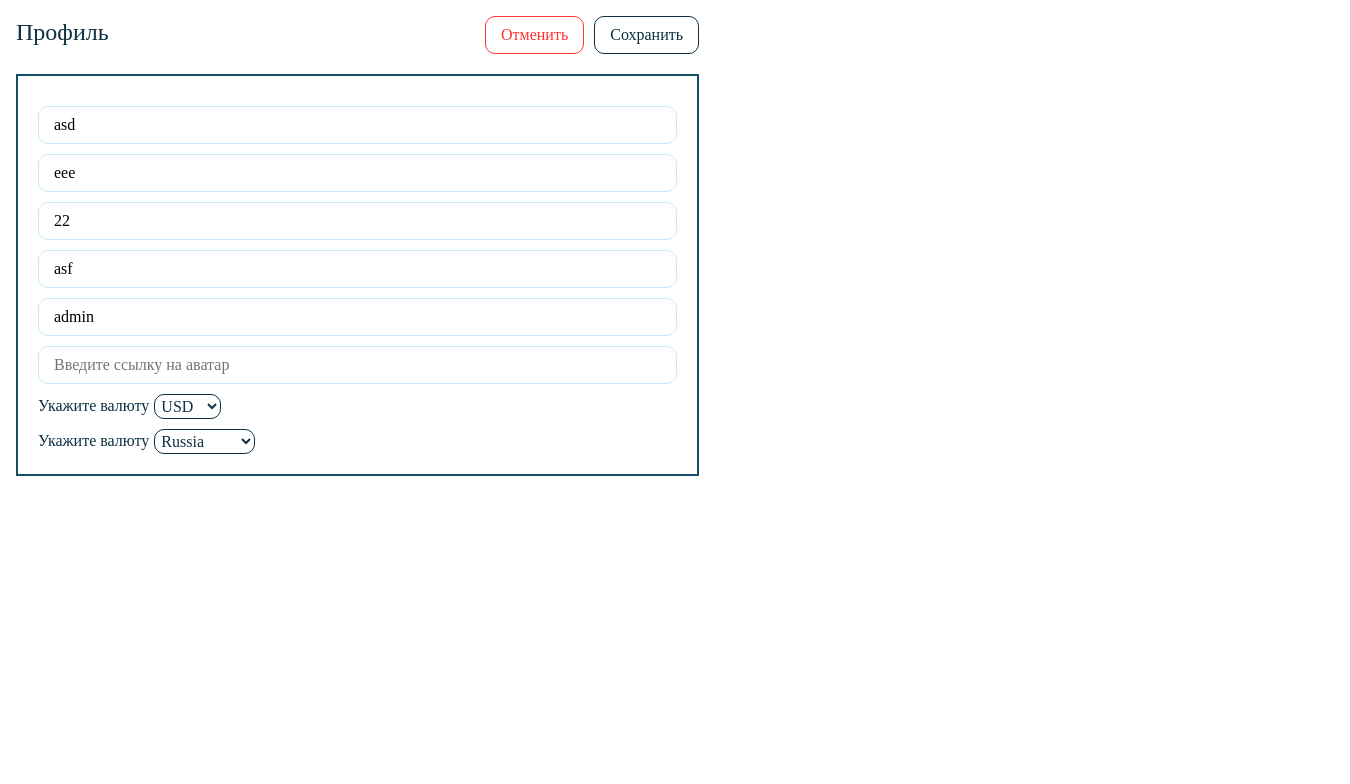 Профиль
Отменить
Сохранить
asd
eee
22
asf
admin
Введите ссылку на аватар
Укажите валюту USD
Укажите валюту Russia